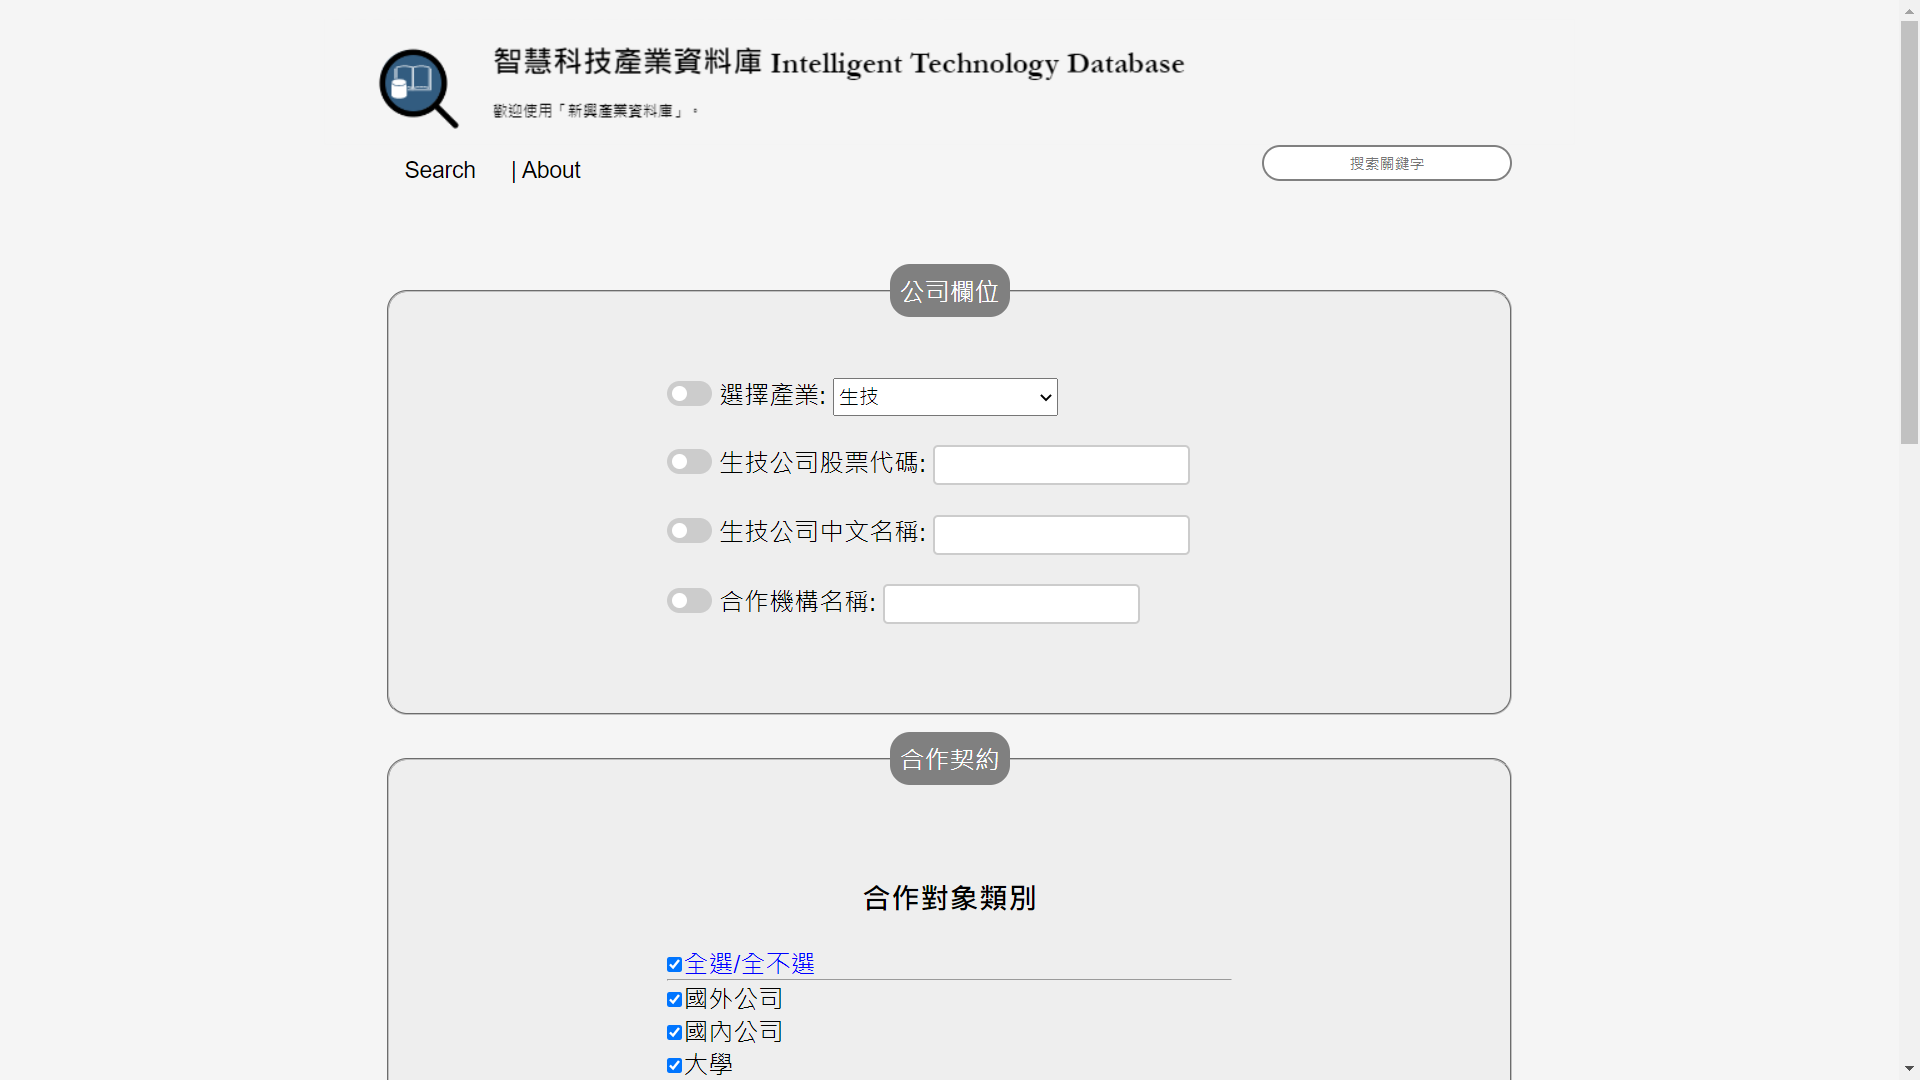 智慧科技產業資料庫 Intelligent Technology Database
歡迎使用「新興產業資料庫」。
Search | About
搜索關鍵字
公司欄位
選擇產業: 生技
生技公司股票代碼:
生技公司中文名稱:
合作機構名稱:
合作契約
合作對象類別
全選/全不選
國外公司
國內公司
大學